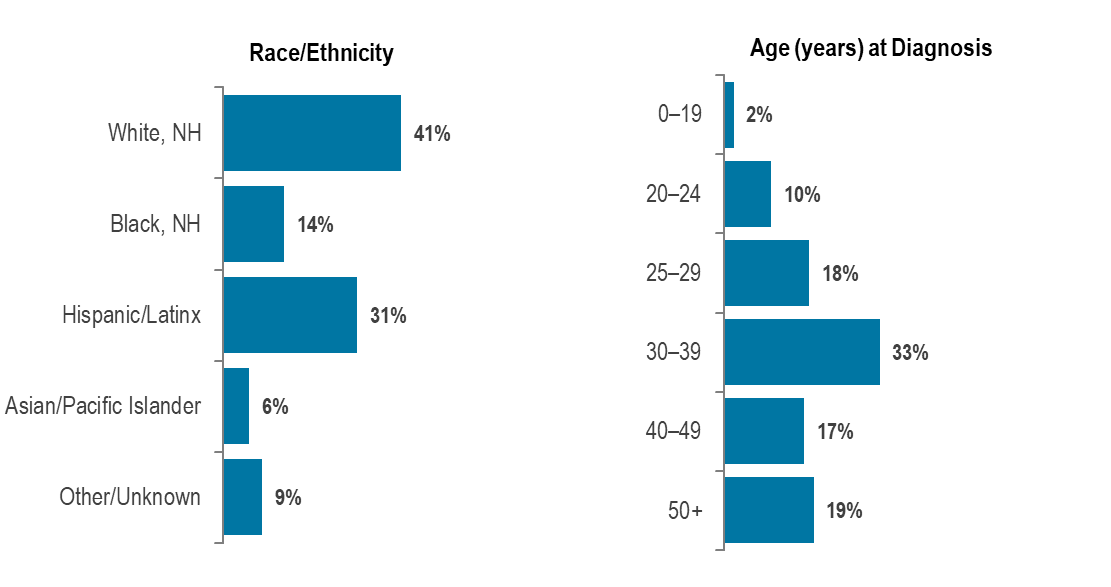 Race/Ethnicity
White, NH 41%
Black, NH 14%
Hispanic/Latinx 31%
Asian/Pacific Islander 6%
Other/Unknown 9%
Age (years) at Diagnosis
0–19 2%
20–24 10%
25–29 18%
30–39 33%
40–49 17%
50+ 19%